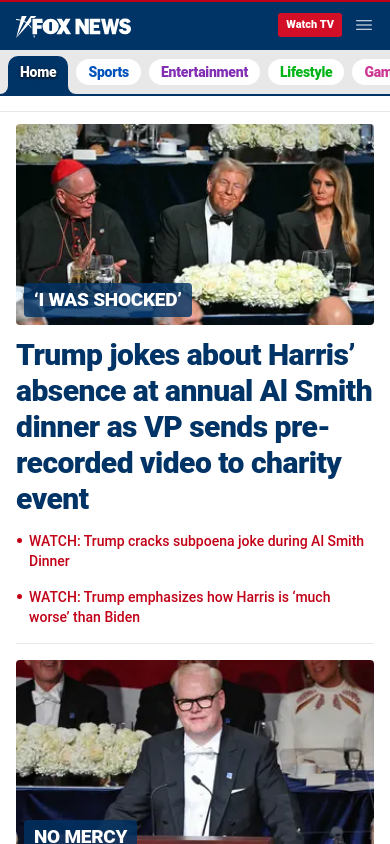 FOX NEWS
Watch TV
Home
Sports
Entertainment
Lifestyle
Gam
‘I WAS SHOCKED’
Trump jokes about Harris’
absence at annual Al Smith
dinner as VP sends pre-
recorded video to charity
event
• WATCH: Trump cracks subpoena joke during Al Smith
Dinner
• WATCH: Trump emphasizes how Harris is ‘much
worse’ than Biden
NO MERCY